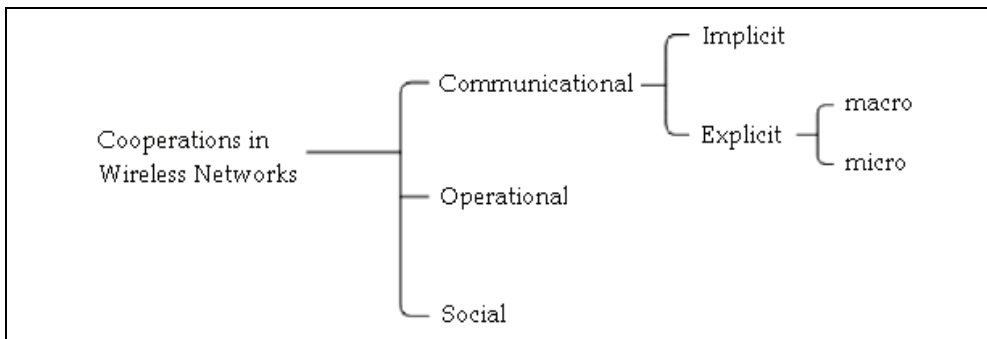 Cooperations in
Wireless Networks
Communicational
Implicit
Explicit
macro
micro
Operational
Social